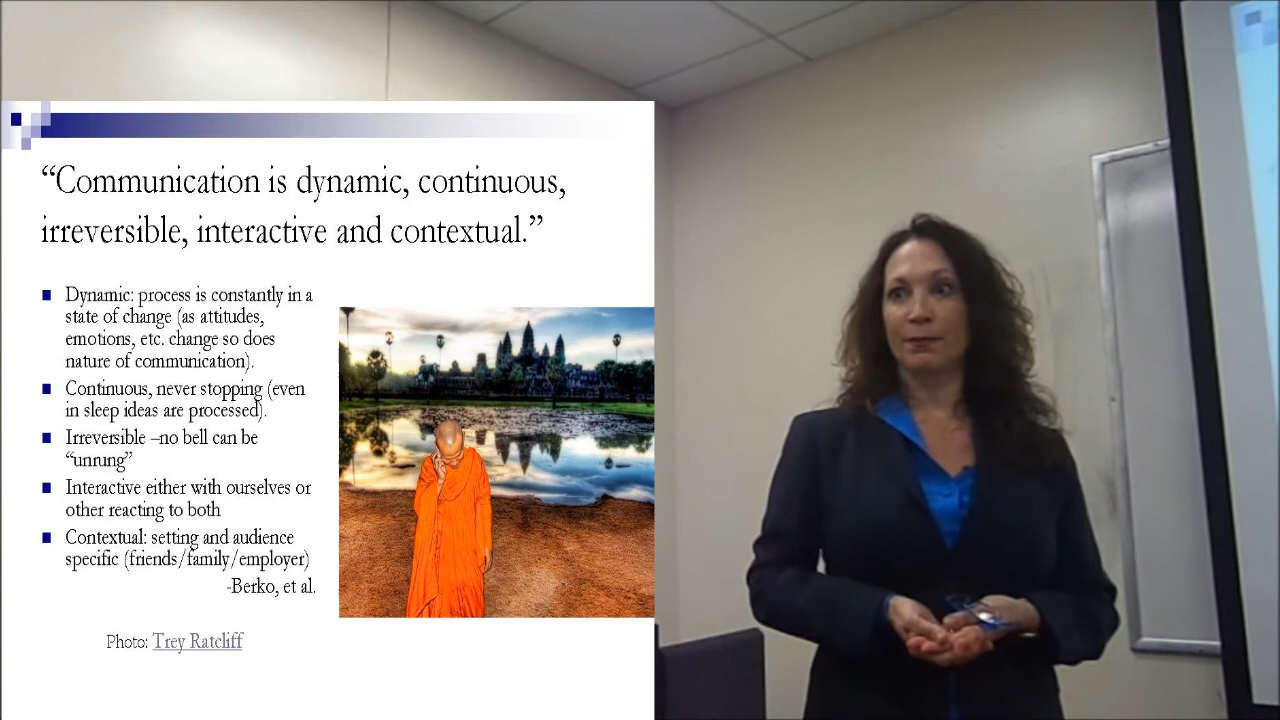 “Communication is dynamic, continuous,
irreversible, interactive and contextual.”
Dynamic: process is constantly in a
state of change (as attitudes,
emotions, etc. change so does
nature of communication).
Continuous, never stopping (even
in sleep ideas are processed).
Irreversible –no bell can be
“unrung”
Interactive either with ourselves or
other reacting to both
Contextual: setting and audience
specific (friends/family/employer)
-Berko, et al.
Photo: Trey Ratcliff